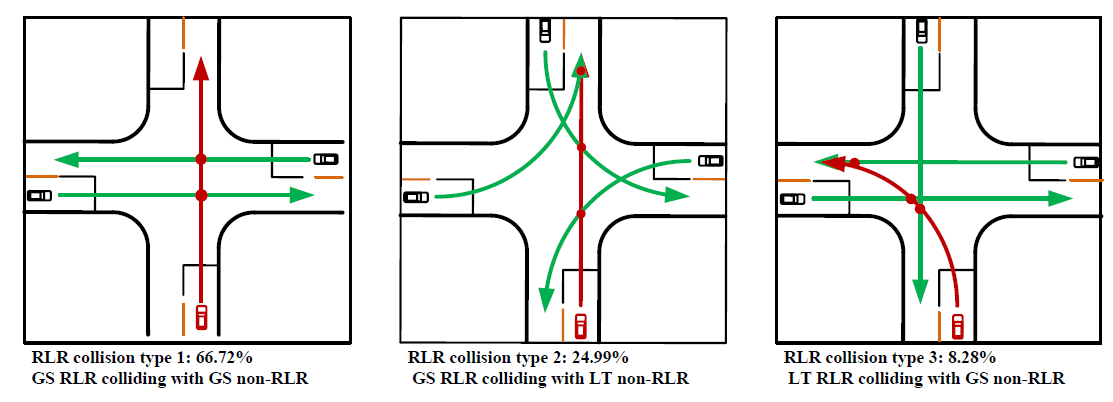 RLR collision type 1: 66.72%
GS RLR colliding with GS non-RLR
RLR collision type 2: 24.99%
GS RLR colliding with LT non-RLR
RLR collision type 3: 8.28%
LT RLR colliding with GS non-RLR